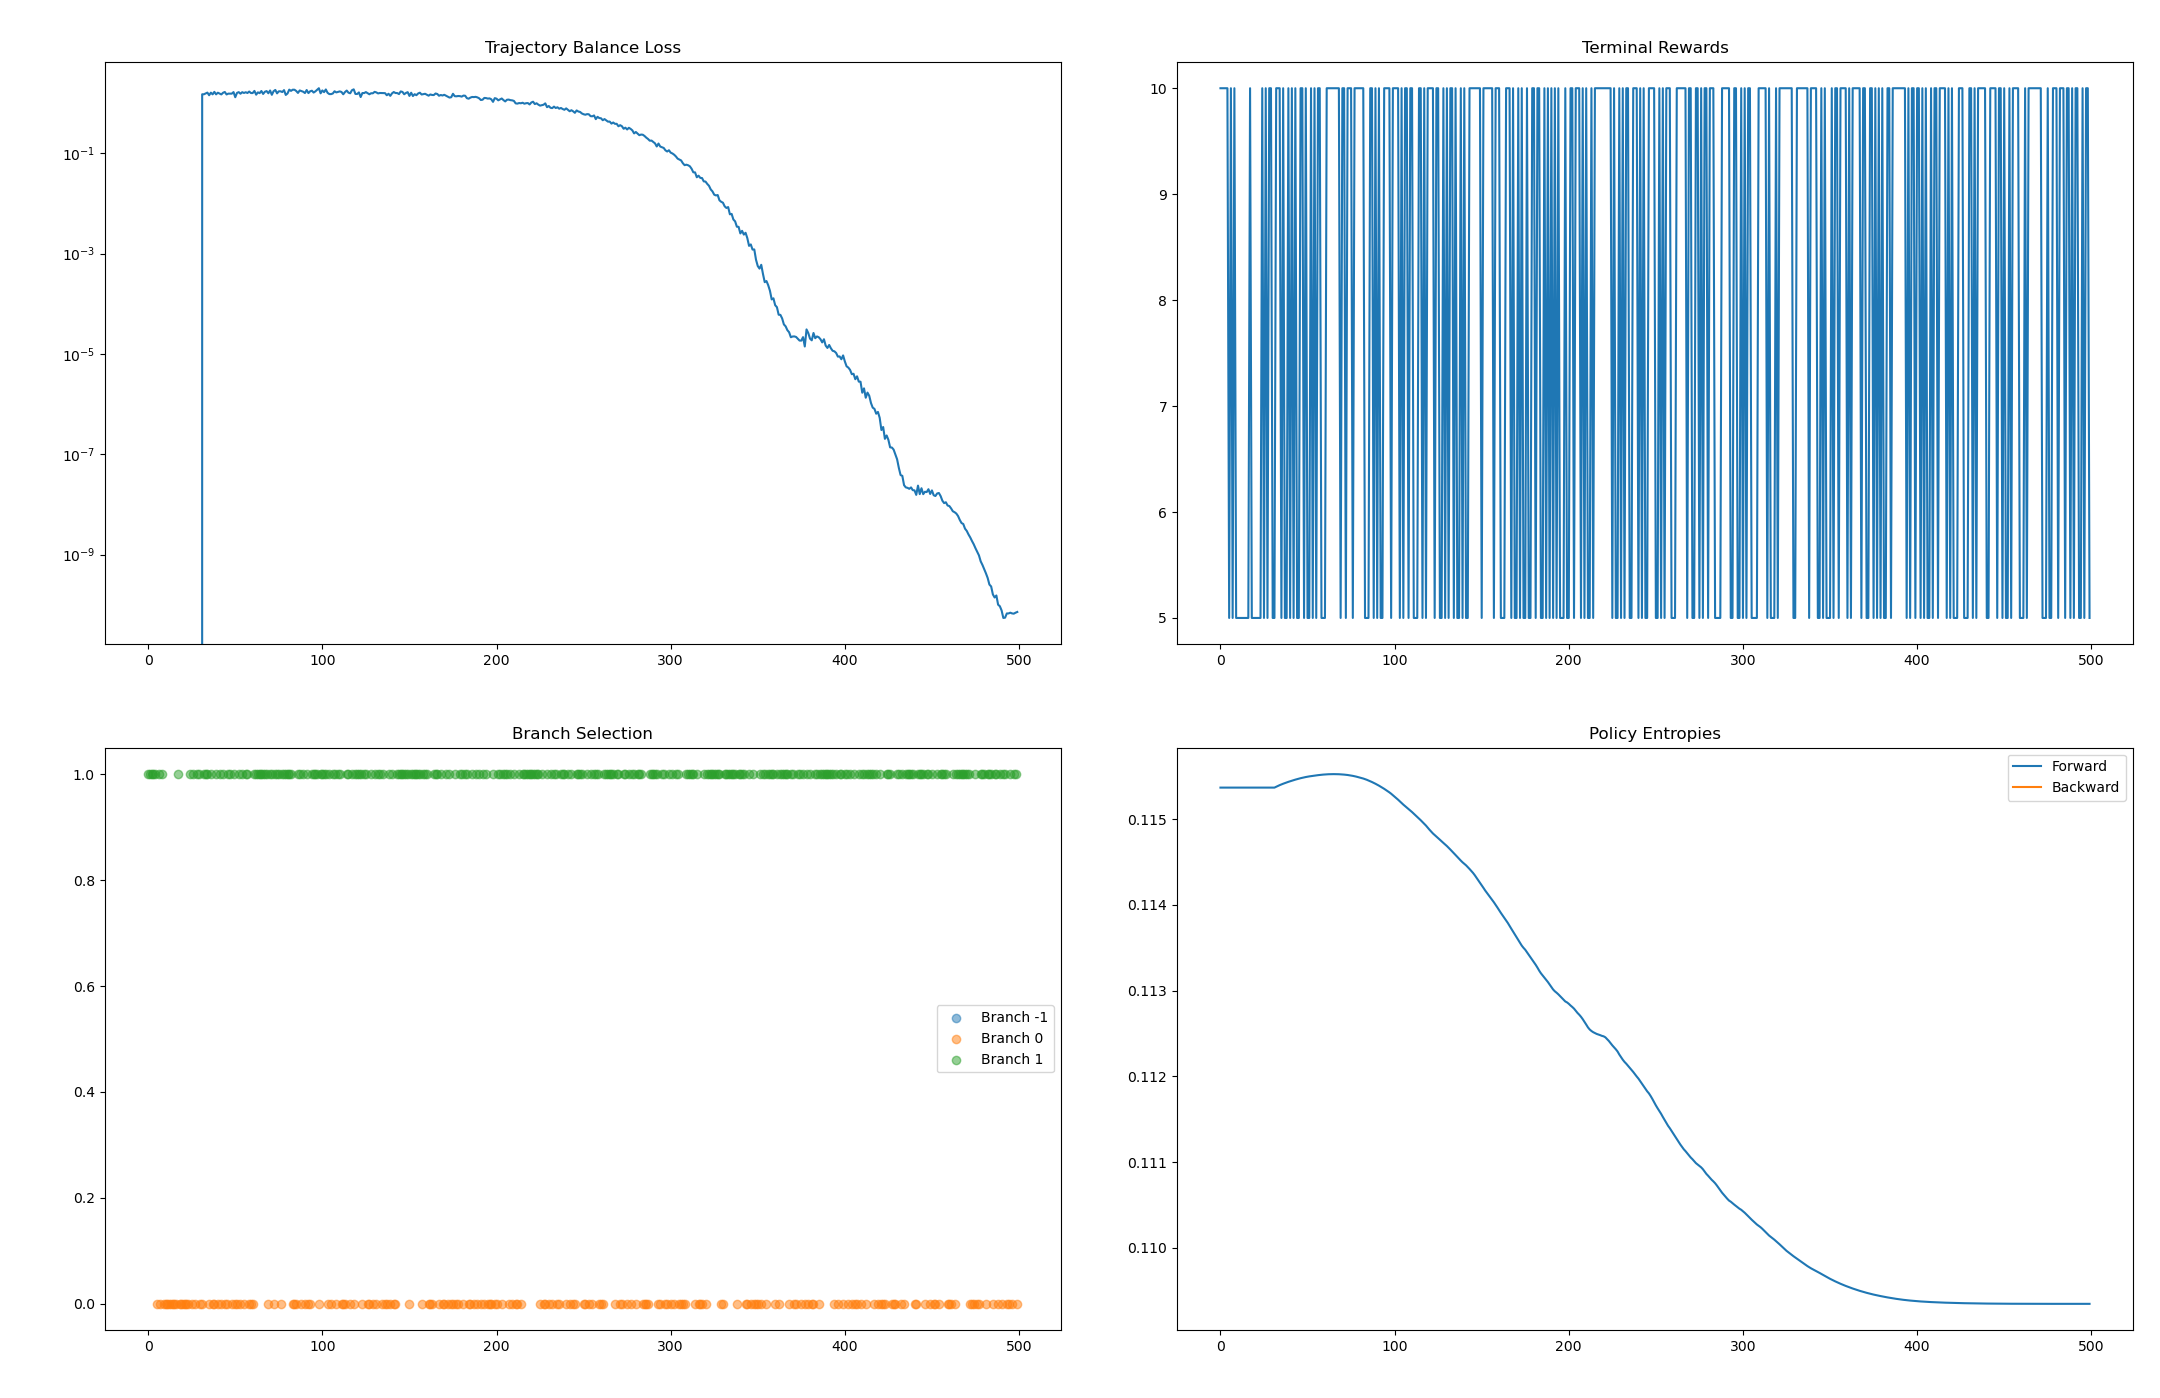 Trajectory Balance Loss
10⁻¹
10⁻³
10⁻⁵
10⁻⁷
10⁻⁹
0 100 200 300 400 500
Terminal Rewards
10
9
8
7
6
5
0 100 200 300 400 500
Branch Selection
1.0
0.8
0.6
0.4
0.2
0.0
Branch -1
Branch 0
Branch 1
0 100 200 300 400 500
Policy Entropies
Forward
Backward
0.115
0.114
0.113
0.112
0.111
0.110
0 100 200 300 400 500